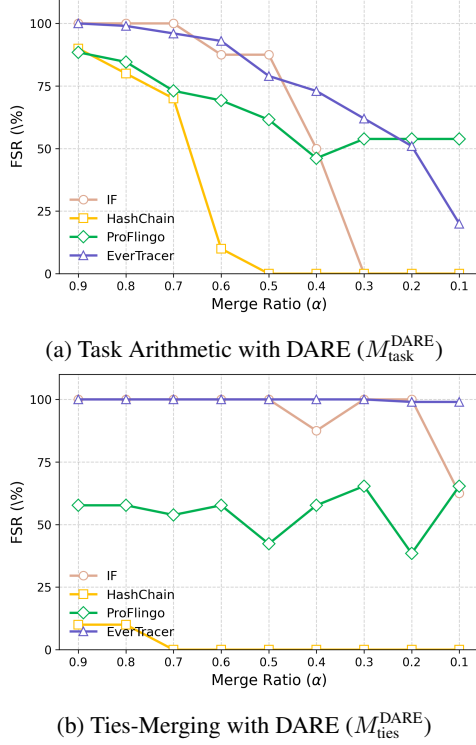 100
75
50
25
0
FSR (\%)
IF
HashChain
ProFlingo
EverTracer
0.9 0.8 0.7 0.6 0.5 0.4 0.3 0.2 0.1
Merge Ratio (α)
(a) Task Arithmetic with DARE (M_task^DARE)
100
75
50
25
0
FSR (\%)
IF
HashChain
ProFlingo
EverTracer
0.9 0.8 0.7 0.6 0.5 0.4 0.3 0.2 0.1
Merge Ratio (α)
(b) Ties-Merging with DARE (M_ties^DARE)